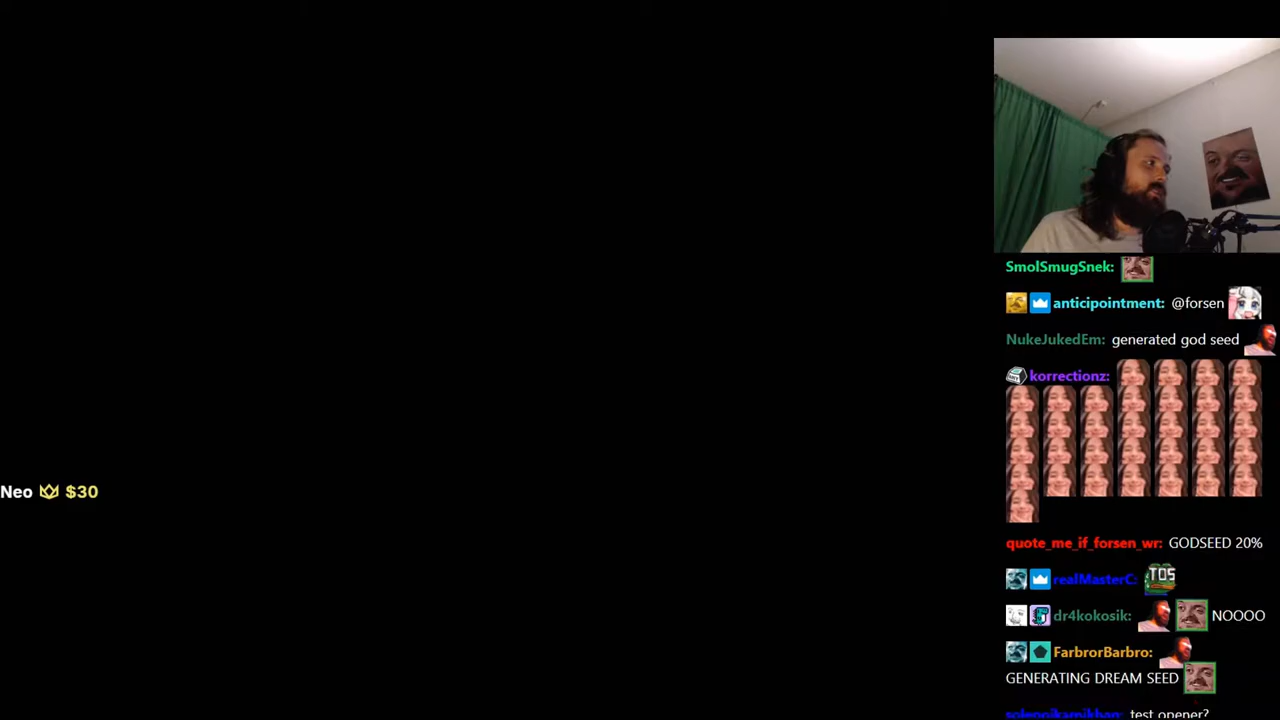 SmolSmugSnek:
anticipointment: @forsen
NukeJukedEm: generated god seed
korrectionz:
Neo $30
quote_me_if_forsen_wr: GODSEED 20%
realMasterC: TOS
dr4kokosik: NOOOO
FarbrorBarbro:
GENERATING DREAM SEED
test opener?